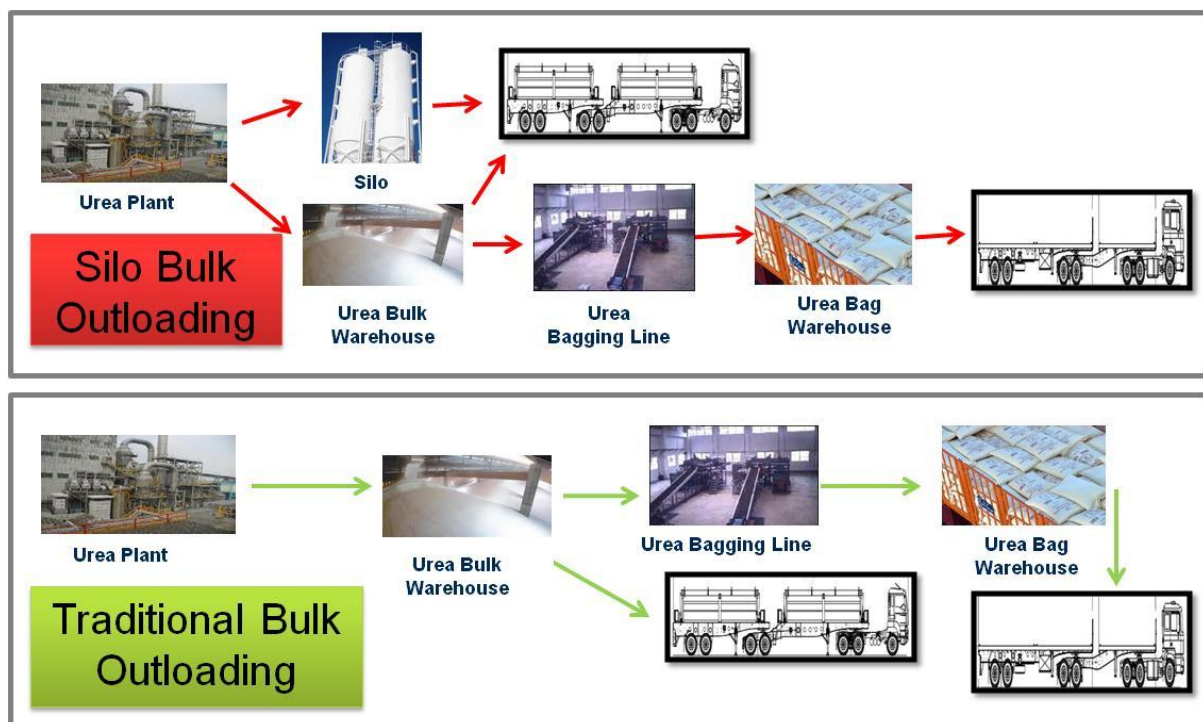 Urea Plant
Silo
Silo Bulk
Outloading
Urea Bulk
Warehouse
Urea
Bagging Line
Urea Bag
Warehouse
Urea Plant
Urea Bulk
Warehouse
Urea Bagging Line
Urea Bag
Warehouse
Traditional Bulk
Outloading